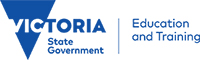 VICTORIA
State
Government
Education
and Training